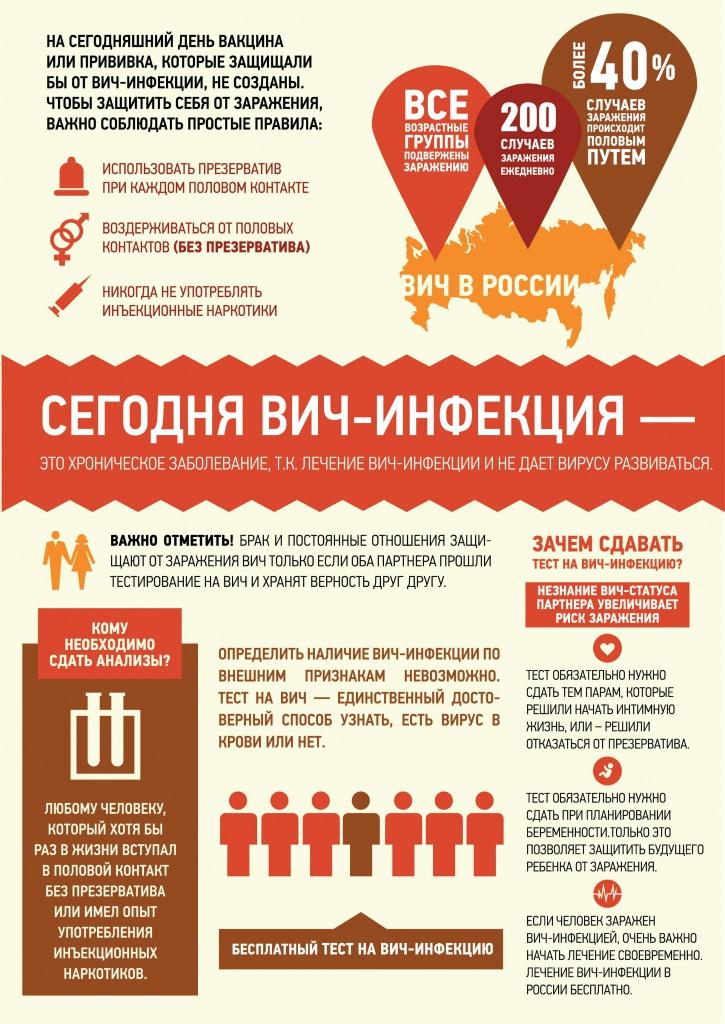 НА СЕГОДНЯШНИЙ ДЕНЬ ВАКЦИНА
ИЛИ ПРИВИВКА, КОТОРЫЕ ЗАЩИЩАЛИ
БЫ ОТ ВИЧ-ИНФЕКЦИИ, НЕ СОЗДАНЫ.
ЧТОБЫ ЗАЩИТИТЬ СЕБЯ ОТ ЗАРАЖЕНИЯ,
ВАЖНО СОБЛЮДАТЬ ПРОСТЫЕ ПРАВИЛА:
ИСПОЛЬЗОВАТЬ ПРЕЗЕРВАТИВ
ПРИ КАЖДОМ ПОЛОВОМ КОНТАКТЕ
ВОЗДЕРЖИВАТЬСЯ ОТ ПОЛОВЫХ
КОНТАКТОВ (БЕЗ ПРЕЗЕРВАТИВА)
НИКОГДА НЕ УПОТРЕБЛЯТЬ
ИНЪЕКЦИОННЫЕ НАРКОТИКИ
ВСЕ
ВОЗРАСТНЫЕ
ГРУППЫ
ПОДВЕРЖЕНЫ
ЗАРАЖЕНИЮ
200
СЛУЧАЕВ
ЗАРАЖЕНИЯ
ЕЖЕДНЕВНО
БОЛЕЕ
40%
СЛУЧАЕВ
ЗАРАЖЕНИЯ
ПРОИСХОДИТ
ПОЛОВЫМ
ПУТЕМ
ВИЧ В РОССИИ
СЕГОДНЯ ВИЧ-ИНФЕКЦИЯ —
ЭТО ХРОНИЧЕСКОЕ ЗАБОЛЕВАНИЕ, Т.К. ЛЕЧЕНИЕ ВИЧ-ИНФЕКЦИИ И НЕ ДАЕТ ВИРУСУ РАЗВИВАТЬСЯ.
ВАЖНО ОТМЕТИТЬ! БРАК И ПОСТОЯННЫЕ ОТНОШЕНИЯ ЗАЩИ-
ЩАЮТ ОТ ЗАРАЖЕНИЯ ВИЧ ТОЛЬКО ЕСЛИ ОБА ПАРТНЕРА ПРОШЛИ
ТЕСТИРОВАНИЕ НА ВИЧ И ХРАНЯТ ВЕРНОСТЬ ДРУГ ДРУГУ.
КОМУ
НЕОБХОДИМО
СДАТЬ АНАЛИЗЫ?
ЛЮБОМУ ЧЕЛОВЕКУ,
КОТОРЫЙ ХОТЯ БЫ
РАЗ В ЖИЗНИ ВСТУПАЛ
В ПОЛОВОЙ КОНТАКТ
БЕЗ ПРЕЗЕРВАТИВА
ИЛИ ИМЕЛ ОПЫТ
УПОТРЕБЛЕНИЯ
ИНЪЕКЦИОННЫХ
НАРКОТИКОВ.
ОПРЕДЕЛИТЬ НАЛИЧИЕ ВИЧ-ИНФЕКЦИИ ПО
ВНЕШНИМ ПРИЗНАКАМ НЕВОЗМОЖНО.
ТЕСТ НА ВИЧ — ЕДИНСТВЕННЫЙ ДОСТО-
ВЕРНЫЙ СПОСОБ УЗНАТЬ, ЕСТЬ ВИРУС В
КРОВИ ИЛИ НЕТ.
БЕСПЛАТНЫЙ ТЕСТ НА ВИЧ-ИНФЕКЦИЮ
ЗАЧЕМ СДАВАТЬ
ТЕСТ НА ВИЧ-ИНФЕКЦИЮ?
НЕЗНАНИЕ ВИЧ-СТАТУСА
ПАРТНЕРА УВЕЛИЧИВАЕТ
РИСК ЗАРАЖЕНИЯ
ТЕСТ ОБЯЗАТЕЛЬНО НУЖНО
СДАТЬ ТЕМ ПАРАМ, КОТОРЫЕ
РЕШИЛИ НАЧАТЬ ИНТИМНУЮ
ЖИЗНЬ, ИЛИ – РЕШИЛИ
ОТКАЗАТЬСЯ ОТ ПРЕЗЕРВАТИВА.
ТЕСТ ОБЯЗАТЕЛЬНО НУЖНО
СДАТЬ ПРИ ПЛАНИРОВАНИИ
БЕРЕМЕННОСТИ.ТОЛЬКО ЭТО
ПОЗВОЛЯЕТ ЗАЩИТИТЬ БУДУЩЕГО
РЕБЕНКА ОТ ЗАРАЖЕНИЯ.
ЕСЛИ ЧЕЛОВЕК ЗАРАЖЕН
ВИЧ-ИНФЕКЦИЕЙ, ОЧЕНЬ ВАЖНО
НАЧАТЬ ЛЕЧЕНИЕ СВОЕВРЕМЕННО.
ЛЕЧЕНИЕ ВИЧ-ИНФЕКЦИИ В
РОССИИ БЕСПЛАТНО.